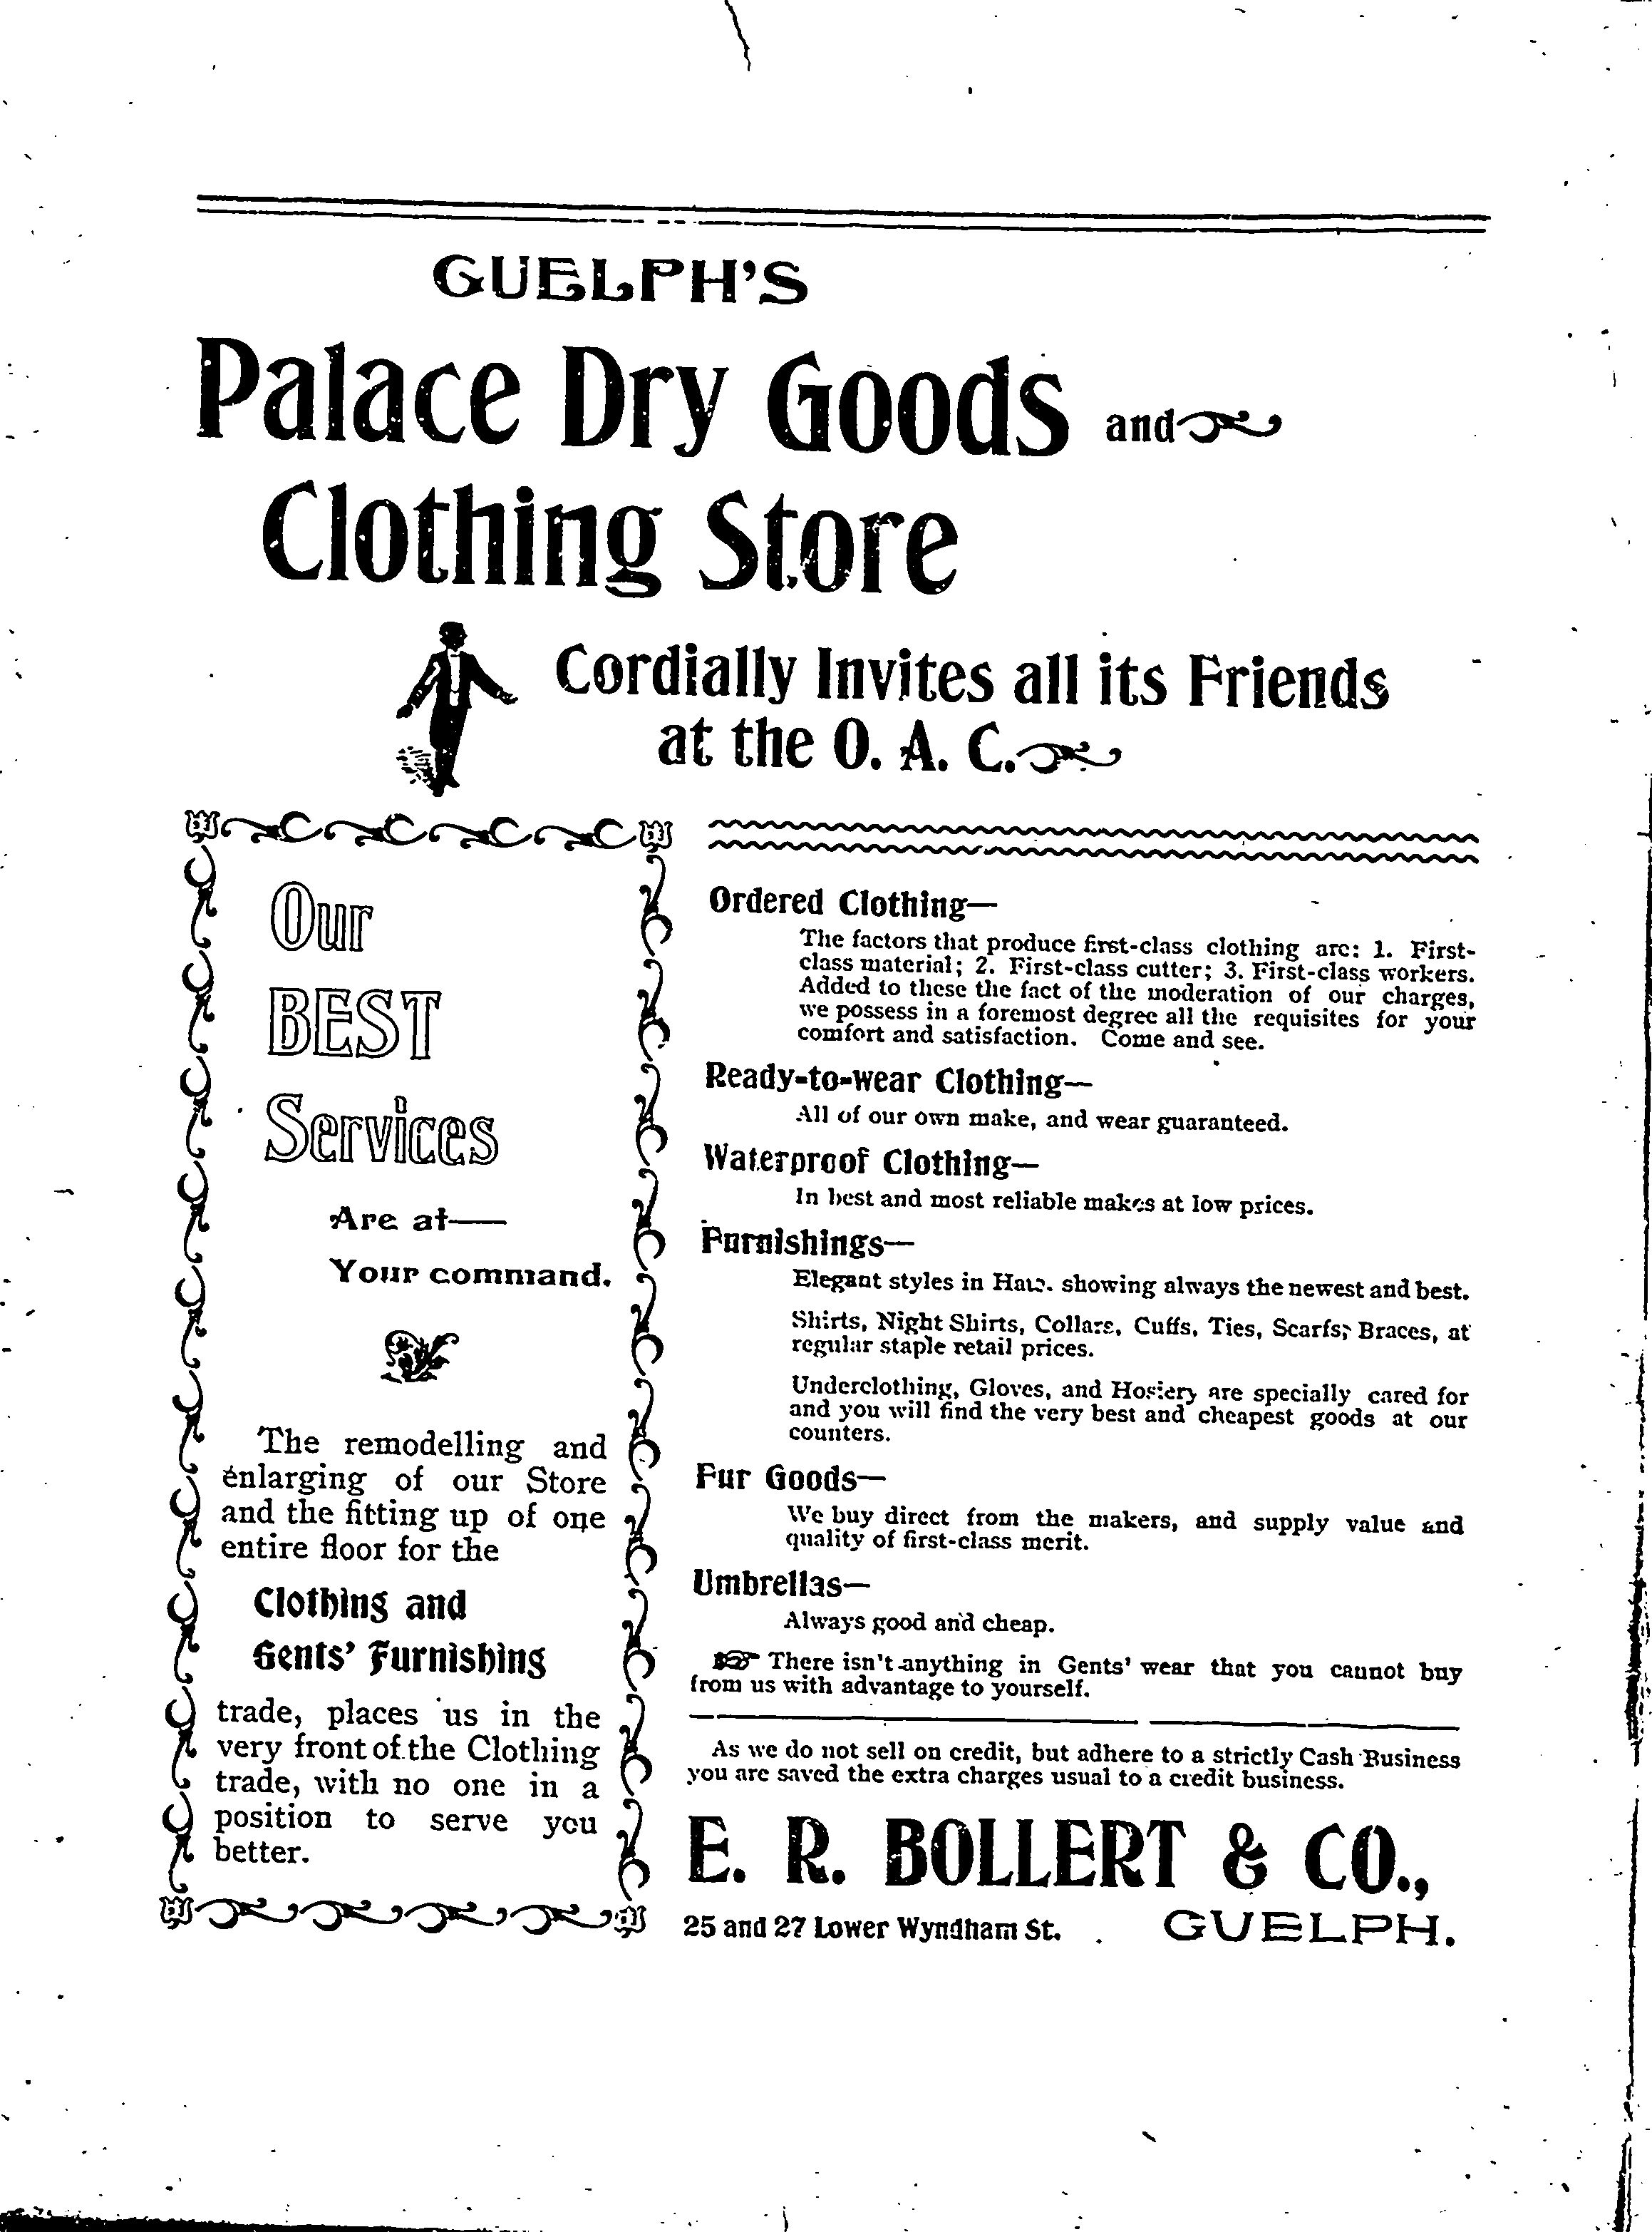 GUELPH'S
Palace Dry Goods and
Clothing Store
Cordially Invites all its Friends
at the O. A. C.
Our
BEST
Services
Are at—
Your command.
The remodelling and
enlarging of our Store
and the fitting up of one
entire floor for the
Clothing and
Gents' Furnishing
trade, places us in the
very front of the Clothing
trade, with no one in a
position to serve you
better.
Ordered Clothing—
The factors that produce first-class clothing are: 1. First-
class material; 2. First-class cutter; 3. First-class workers.
Added to these the fact of the moderation of our charges,
we possess in a foremost degree all the requisites for your
comfort and satisfaction. Come and see.
Ready-to-wear Clothing—
All of our own make, and wear guaranteed.
Waterproof Clothing—
In best and most reliable makes at low prices.
Furnishings—
Elegant styles in Hats. showing always the newest and best.
Shirts, Night Shirts, Collars, Cuffs, Ties, Scarfs; Braces, at
regular staple retail prices.
Underclothing, Gloves, and Hosiery are specially cared for
and you will find the very best and cheapest goods at our
counters.
Fur Goods—
We buy direct from the makers, and supply value and
quality of first-class merit.
Umbrellas—
Always good and cheap.
☞ There isn't anything in Gents' wear that you cannot buy
from us with advantage to yourself.
As we do not sell on credit, but adhere to a strictly Cash Business
you are saved the extra charges usual to a credit business.
E. R. BOLLERT & CO.,
25 and 27 Lower Wyndham St. GUELPH.